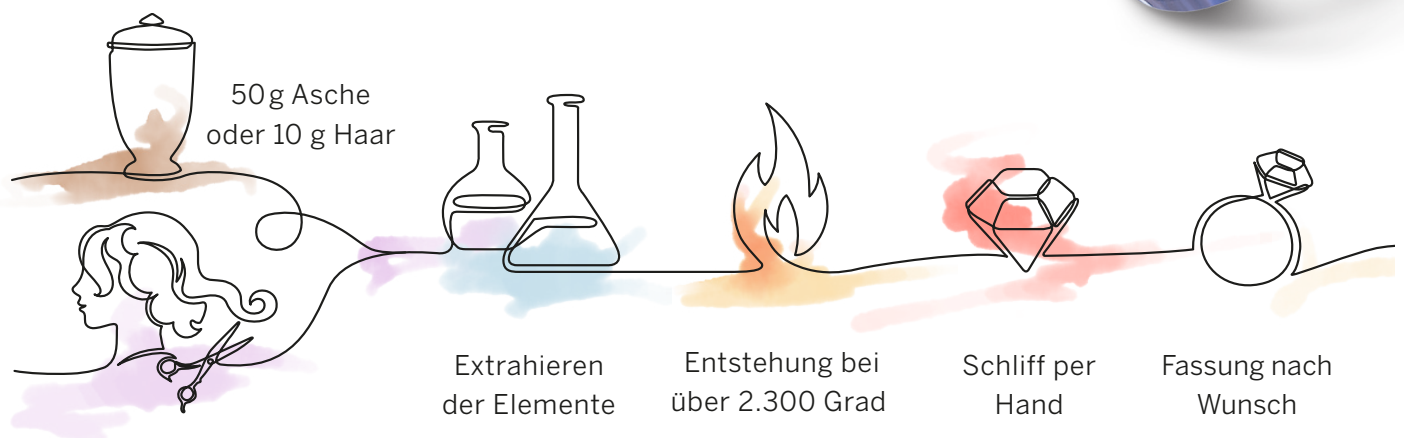 50 g Asche
oder 10 g Haar
Extrahieren
der Elemente
Entstehung bei
über 2.300 Grad
Schliff per
Hand
Fassung nach
Wunsch